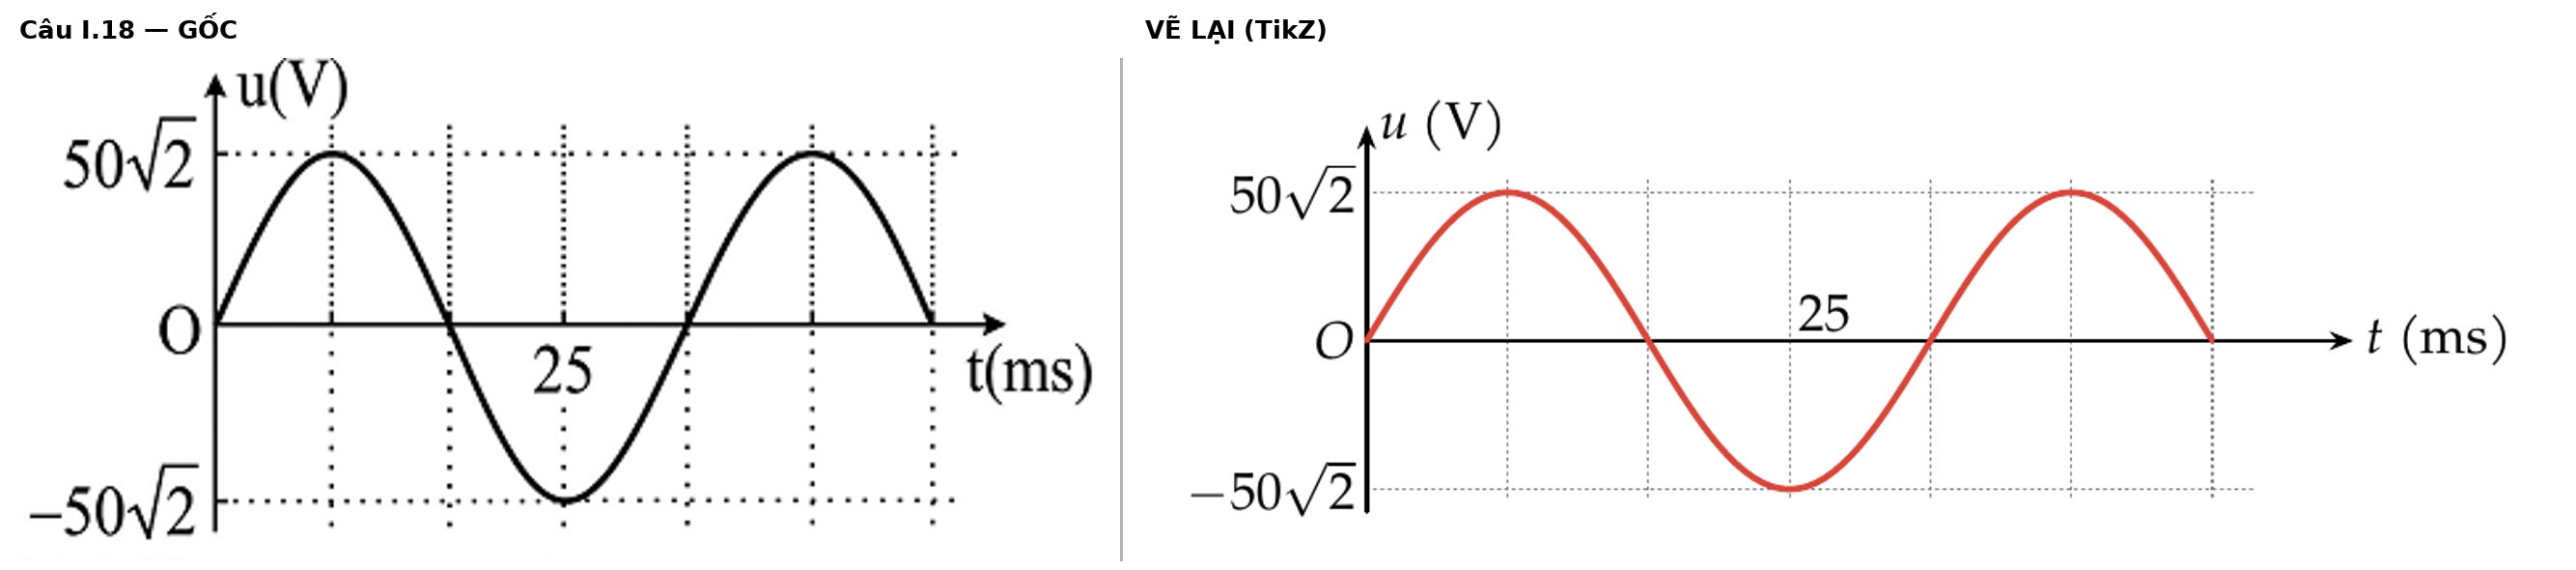 Câu I.18 — GỐC
u(V)
50√2
O
25
t(ms)
−50√2
VẼ LẠI (TikZ)
u (V)
50√2
25
O
t (ms)
−50√2